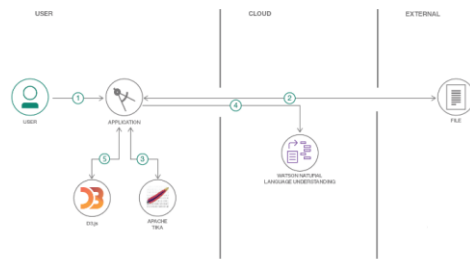 USER
CLOUD
EXTERNAL
1
2
4
USER
APPLICATION
FILE
5
3
WATSON NATURAL
LANGUAGE UNDERSTANDING
D3.js
APACHE
TIKA